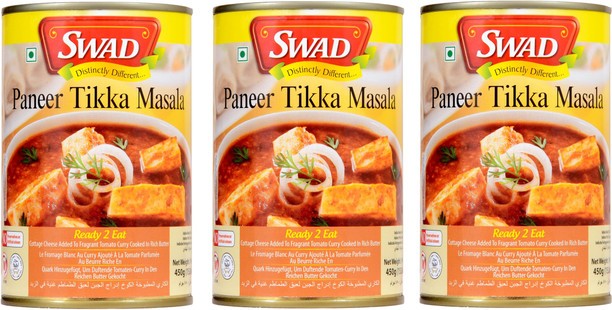 SWAD
Distinctly Different...
Paneer Tikka Masala
Ready 2 Eat
Cottage Cheese Added To Fragrant Tomato Curry Cooked In Rich Butter
Le Fromage Blanc Au Curry Ajouté À La Tomate Parfumée
Au Beurre Riche En
Quark Hinzugefügt, Um Duftende Tomaten-Curry In Den
Reichen Butter Gekocht
Net Weight
450g
SWAD
Distinctly Different...
Paneer Tikka Masala
Ready 2 Eat
Cottage Cheese Added To Fragrant Tomato Curry Cooked In Rich Butter
Le Fromage Blanc Au Curry Ajouté À La Tomate Parfumée
Au Beurre Riche En
Quark Hinzugefügt, Um Duftende Tomaten-Curry In Den
Reichen Butter Gekocht
Net Weight
450g
SWAD
Distinctly Different...
Paneer Tikka Masala
Ready 2 Eat
Cottage Cheese Added To Fragrant Tomato Curry Cooked In Rich Butter
Le Fromage Blanc Au Curry Ajouté À La Tomate Parfumée
Au Beurre Riche En
Quark Hinzugefügt, Um Duftende Tomaten-Curry In Den
Reichen Butter Gekocht
Net Weight
450g